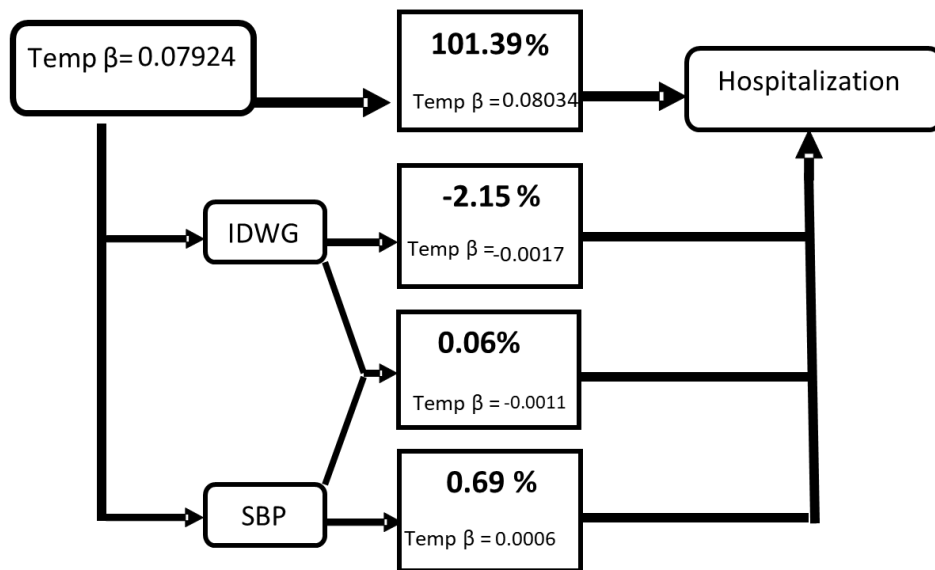 Temp β= 0.07924
101.39%
Temp β = 0.08034
Hospitalization
IDWG
-2.15 %
Temp β = -0.0017
0.06%
Temp β = -0.0011
SBP
0.69 %
Temp β = 0.0006